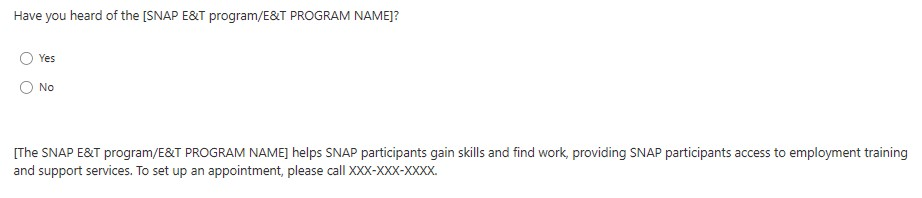 Have you heard of the [SNAP E&T program/E&T PROGRAM NAME]?
Yes
No
[The SNAP E&T program/E&T PROGRAM NAME] helps SNAP participants gain skills and find work, providing SNAP participants access to employment training
and support services. To set up an appointment, please call XXX-XXX-XXXX.